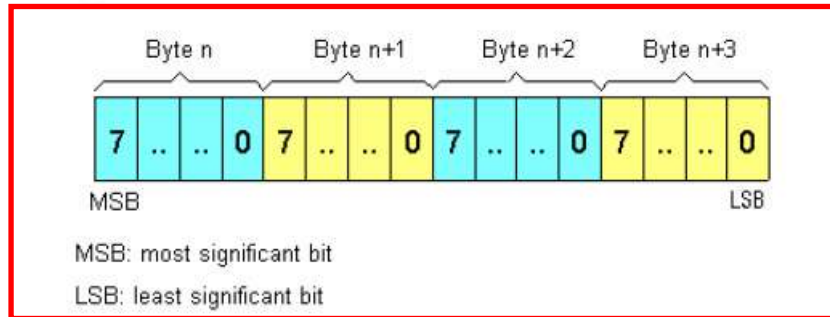 Byte n Byte n+1 Byte n+2 Byte n+3
7 .. .. 0 7 .. .. 0 7 .. .. 0 7 .. .. 0
MSB LSB
MSB: most significant bit
LSB: least significant bit